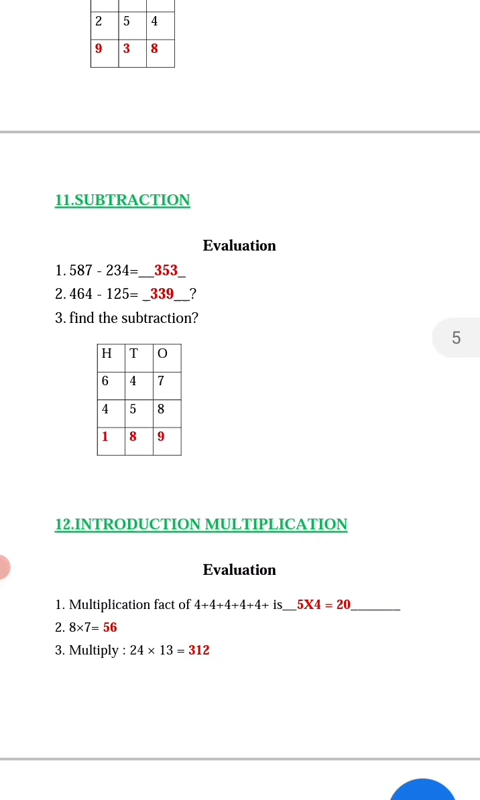 2 5 4
9 3 8
11.SUBTRACTION
Evaluation
1. 587 - 234=__353_
2. 464 - 125= _339__?
3. find the subtraction?
5
H T O
6 4 7
4 5 8
1 8 9
12.INTRODUCTION MULTIPLICATION
Evaluation
1. Multiplication fact of 4+4+4+4+4+ is__5X4 = 20_______
2. 8×7= 56
3. Multiply : 24 × 13 = 312